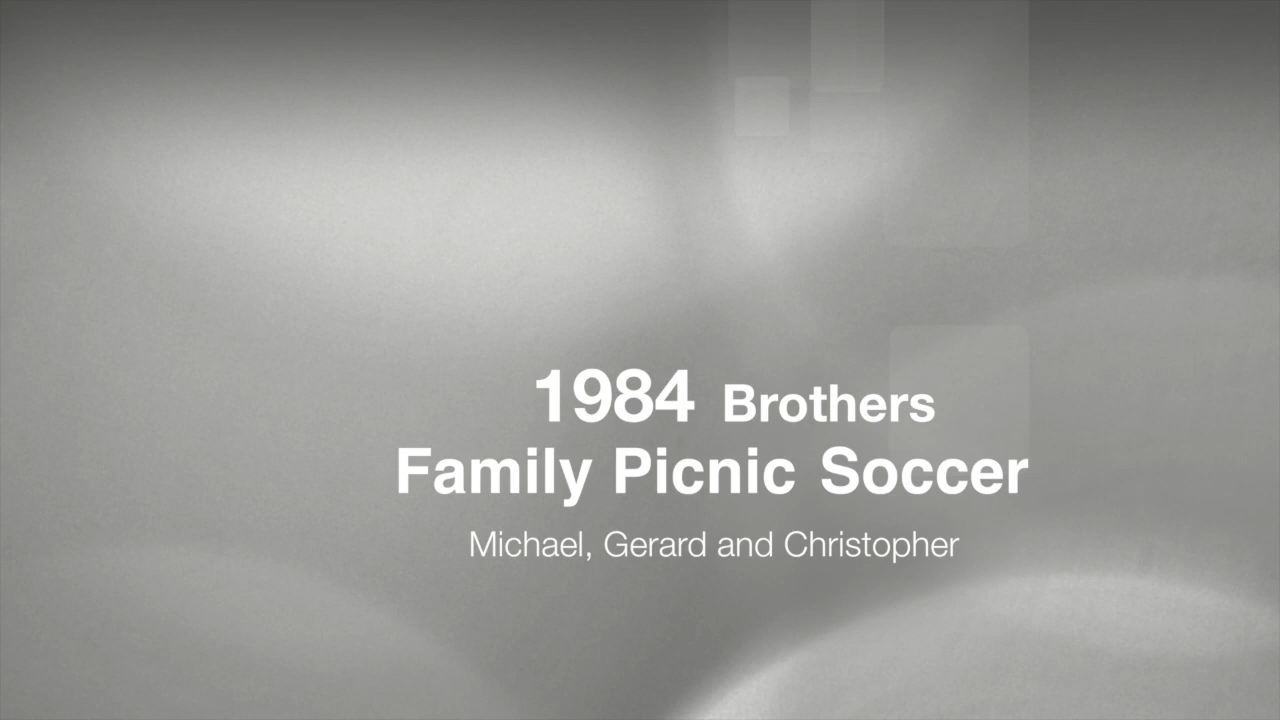 1984 Brothers
Family Picnic Soccer
Michael, Gerard and Christopher